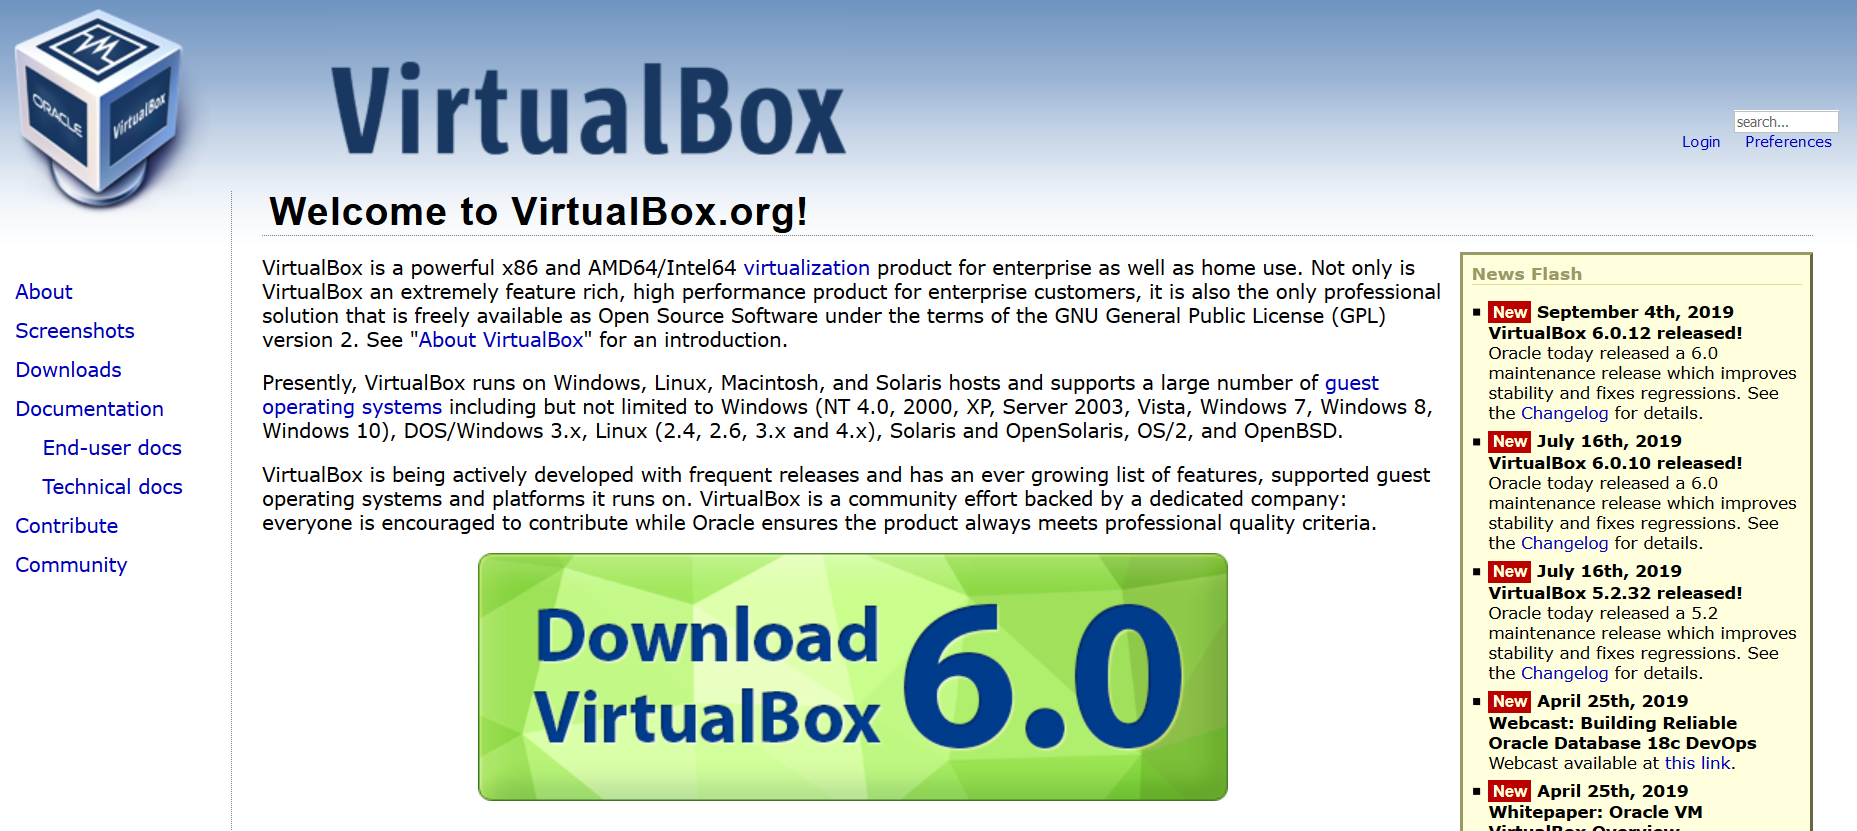 ORACLE
VirtualBox
VirtualBox
search...
Login Preferences
About
Screenshots
Downloads
Documentation
End-user docs
Technical docs
Contribute
Community
Welcome to VirtualBox.org!
VirtualBox is a powerful x86 and AMD64/Intel64 virtualization product for enterprise as well as home use. Not only is
VirtualBox an extremely feature rich, high performance product for enterprise customers, it is also the only professional
solution that is freely available as Open Source Software under the terms of the GNU General Public License (GPL)
version 2. See "About VirtualBox" for an introduction.
Presently, VirtualBox runs on Windows, Linux, Macintosh, and Solaris hosts and supports a large number of guest
operating systems including but not limited to Windows (NT 4.0, 2000, XP, Server 2003, Vista, Windows 7, Windows 8,
Windows 10), DOS/Windows 3.x, Linux (2.4, 2.6, 3.x and 4.x), Solaris and OpenSolaris, OS/2, and OpenBSD.
VirtualBox is being actively developed with frequent releases and has an ever growing list of features, supported guest
operating systems and platforms it runs on. VirtualBox is a community effort backed by a dedicated company:
everyone is encouraged to contribute while Oracle ensures the product always meets professional quality criteria.
Download
VirtualBox
6.0
News Flash
New September 4th, 2019
VirtualBox 6.0.12 released!
Oracle today released a 6.0
maintenance release which improves
stability and fixes regressions. See
the Changelog for details.
New July 16th, 2019
VirtualBox 6.0.10 released!
Oracle today released a 6.0
maintenance release which improves
stability and fixes regressions. See
the Changelog for details.
New July 16th, 2019
VirtualBox 5.2.32 released!
Oracle today released a 5.2
maintenance release which improves
stability and fixes regressions. See
the Changelog for details.
New April 25th, 2019
Webcast: Building Reliable
Oracle Database 18c DevOps
Webcast available at this link.
New April 25th, 2019
Whitepaper: Oracle VM
VirtualBox Overview